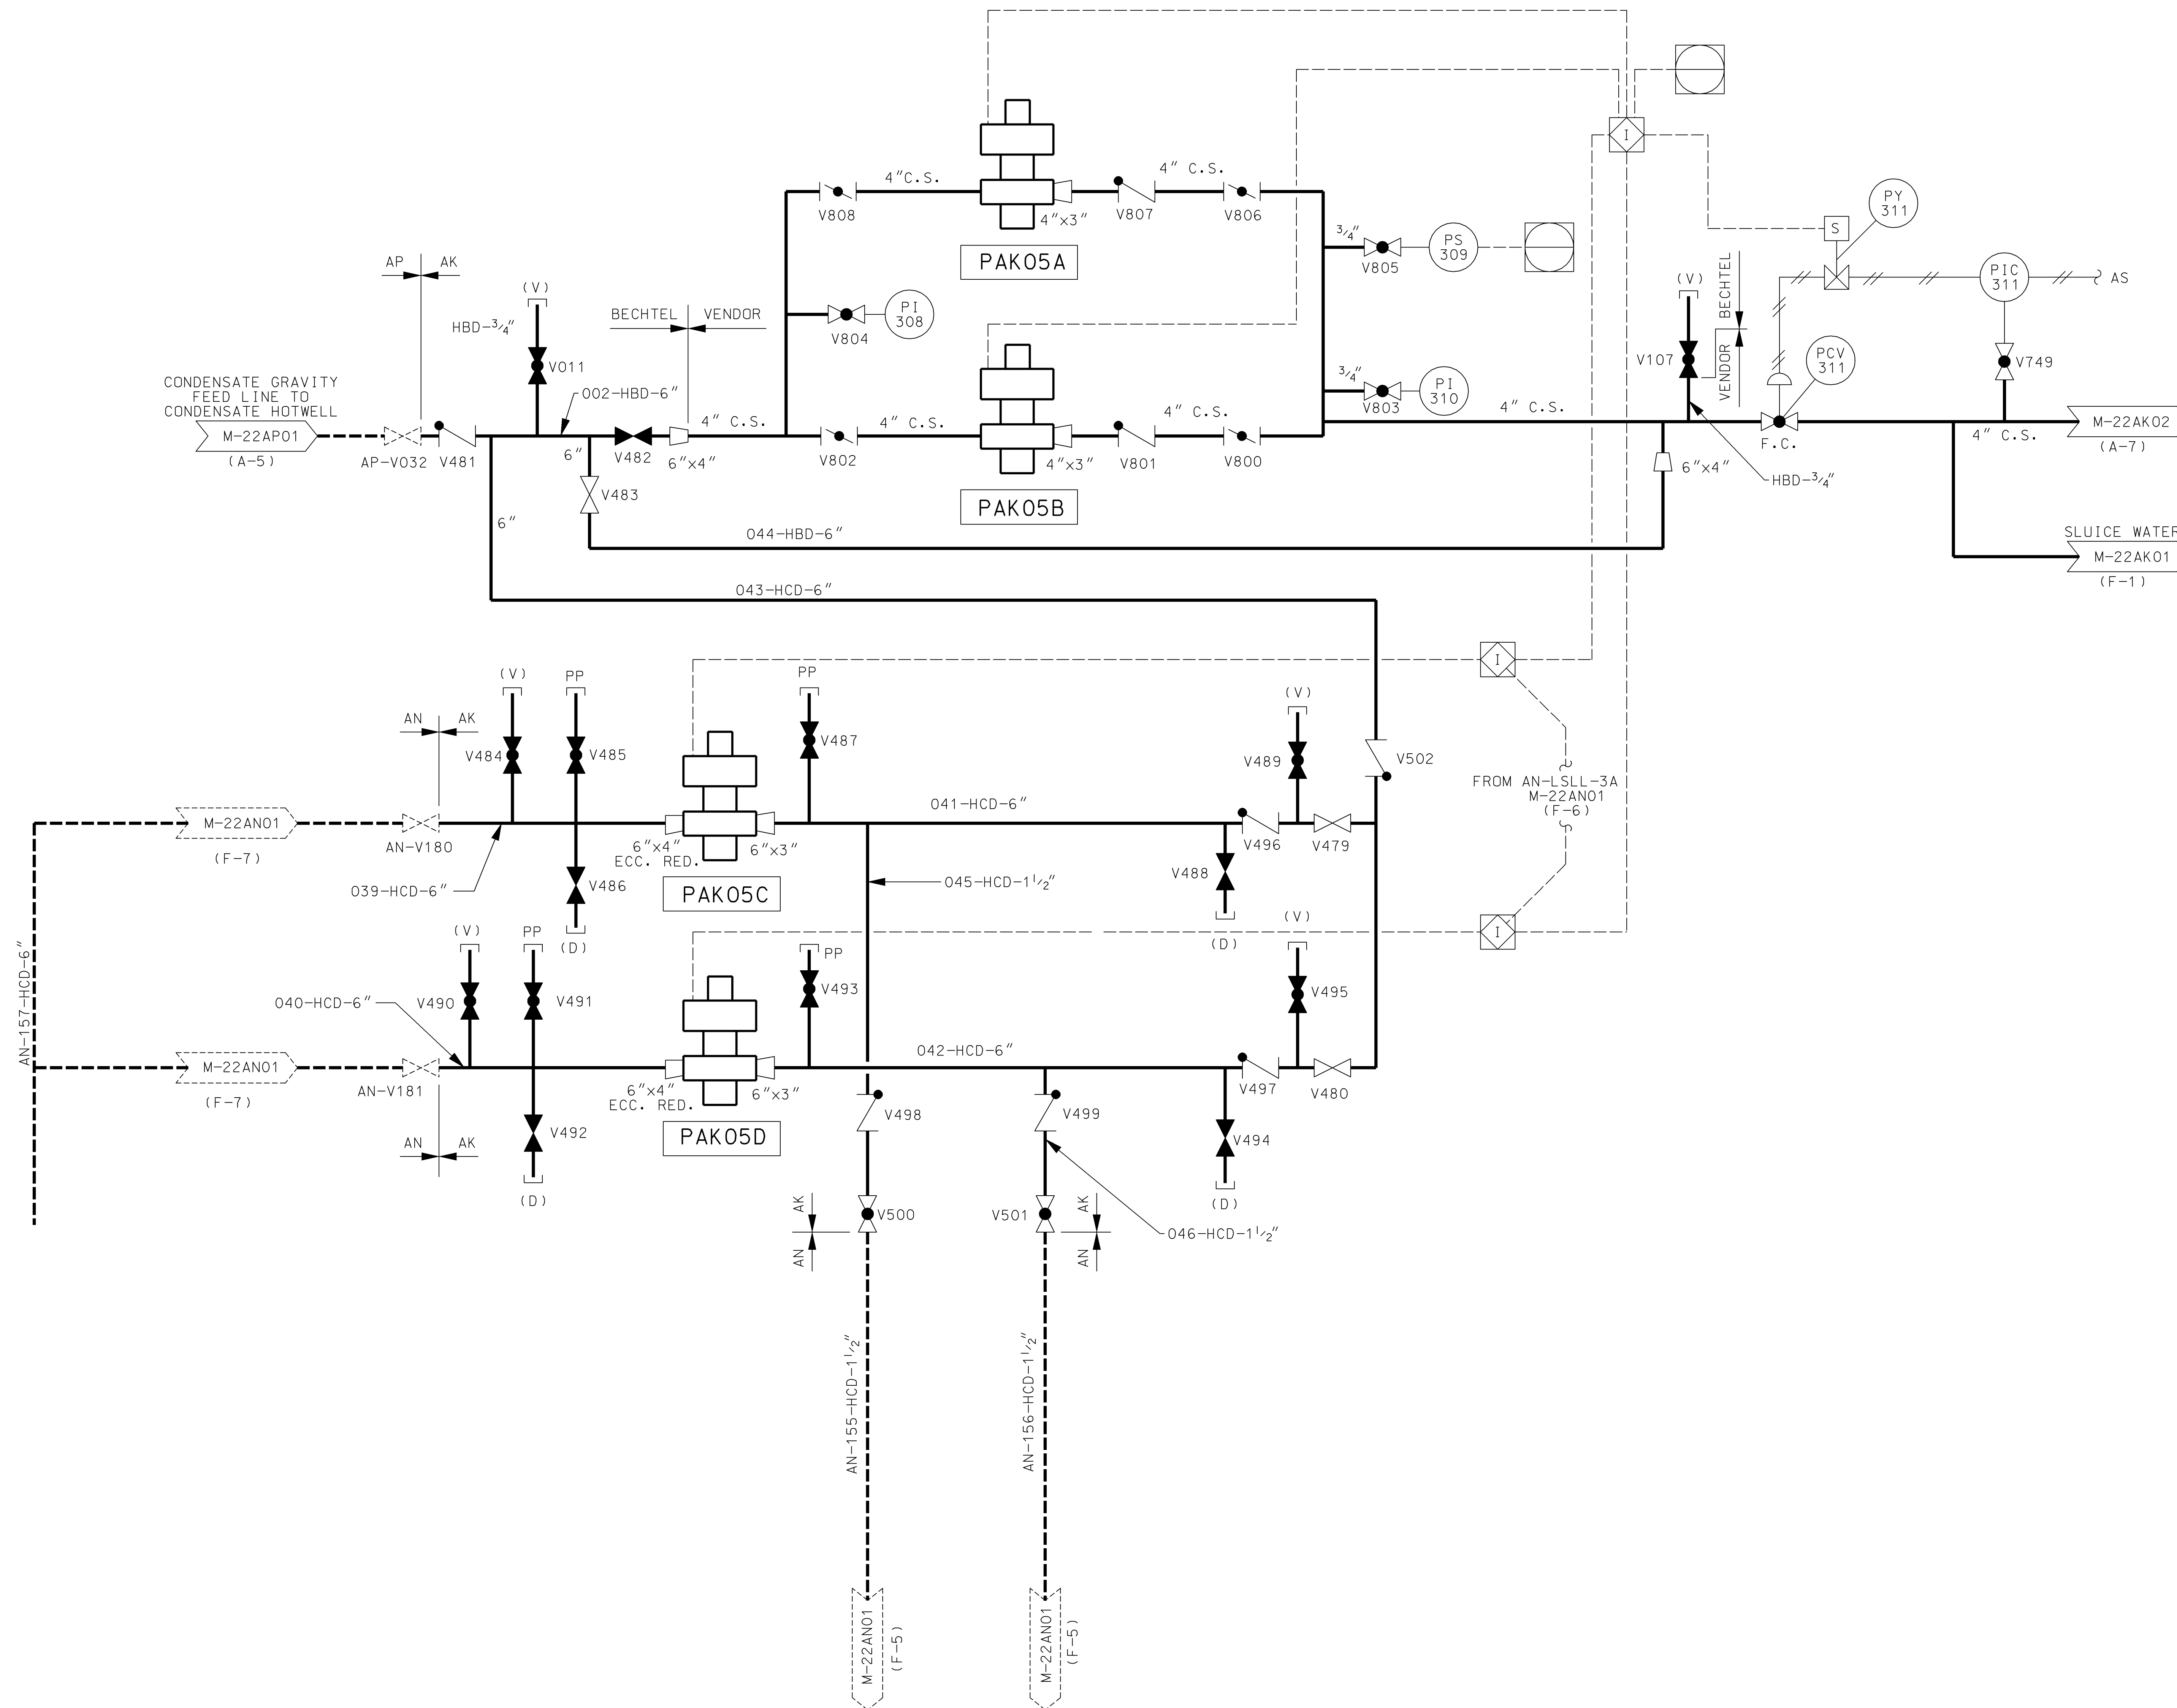 I
PY
311
4" C.S.
4"C.S.
V808
4"x3"
V807
V806
S
3/4"
PS
309
V805
PAK05A
AP
AK
(V)
HBD-3/4"
BECHTEL
VENDOR
PI
308
V804
V011
002-HBD-6"
CONDENSATE GRAVITY
FEED LINE TO
CONDENSATE HOTWELL
M-22AP01
(A-5)
AP-V032
V481
6"
V482
6"x4"
4" C.S.
V802
4" C.S.
4"x3"
V801
4" C.S.
V800
3/4"
PI
310
V803
4" C.S.
(V)
V107
VENDOR
BECHTEL
PIC
311
AS
PCV
311
V749
F.C.
4" C.S.
M-22AK02
(A-7)
6"x4"
HBD-3/4"
V483
PAK05B
6"
044-HBD-6"
SLUICE WATER
M-22AK01
(F-1)
043-HCD-6"
I
(V)
PP
PP
(V)
AN
AK
V484
V485
V487
V489
V502
FROM AN-LSLL-3A
M-22AN01
(F-6)
M-22AN01
(F-7)
AN-V180
041-HCD-6"
6"x4"
ECC. RED.
6"x3"
V496
V479
039-HCD-6"
V486
PAK05C
045-HCD-1 1/2"
V488
(D)
(D)
(V)
I
(V)
PP
PP
AN-157-HCD-6"
040-HCD-6"
V490
V491
V493
V495
M-22AN01
(F-7)
AN-V181
042-HCD-6"
6"x4"
ECC. RED.
6"x3"
V497
V480
V492
PAK05D
V498
V499
V494
AN
AK
(D)
(D)
AK
AN
V500
V501
AK
AN
046-HCD-1 1/2"
AN-155-HCD-1 1/2"
AN-156-HCD-1 1/2"
M-22AN01
(F-5)
M-22AN01
(F-5)